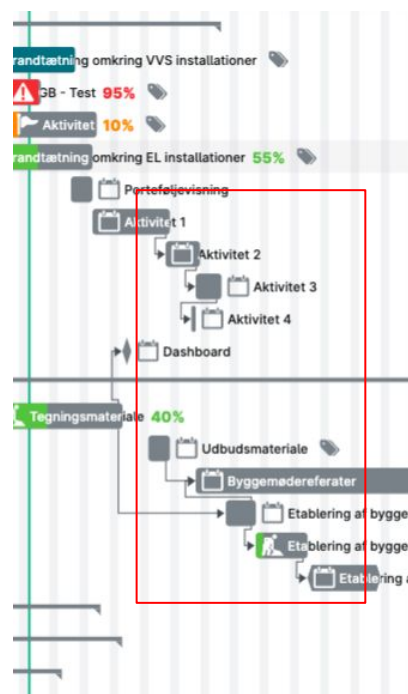 randtætning omkring VVS installationer
GB - Test 95%
Aktivitet 10%
randtætning omkring EL installationer 55%
Porteføljevisning
Aktivitet 1
Aktivitet 2
Aktivitet 3
Aktivitet 4
Dashboard
Tegningsmateriale 40%
Udbudsmateriale
Byggemødereferater
Etablering af bygge
Etablering af bygge
Etablering a